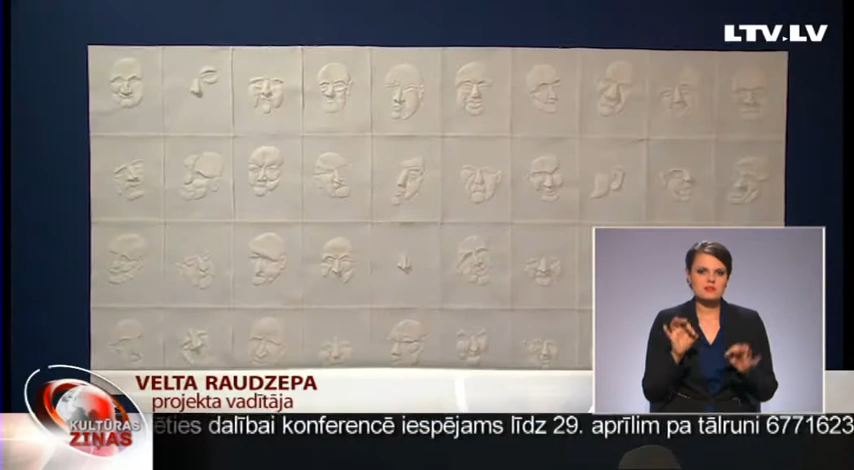 LTV.LV
VELTA RAUDZEPA
projekta vadītāja
KULTŪRAS
ZIŅAS
ēties dalībai konferencē iespējams līdz 29. aprīlim pa tālruni 6771623